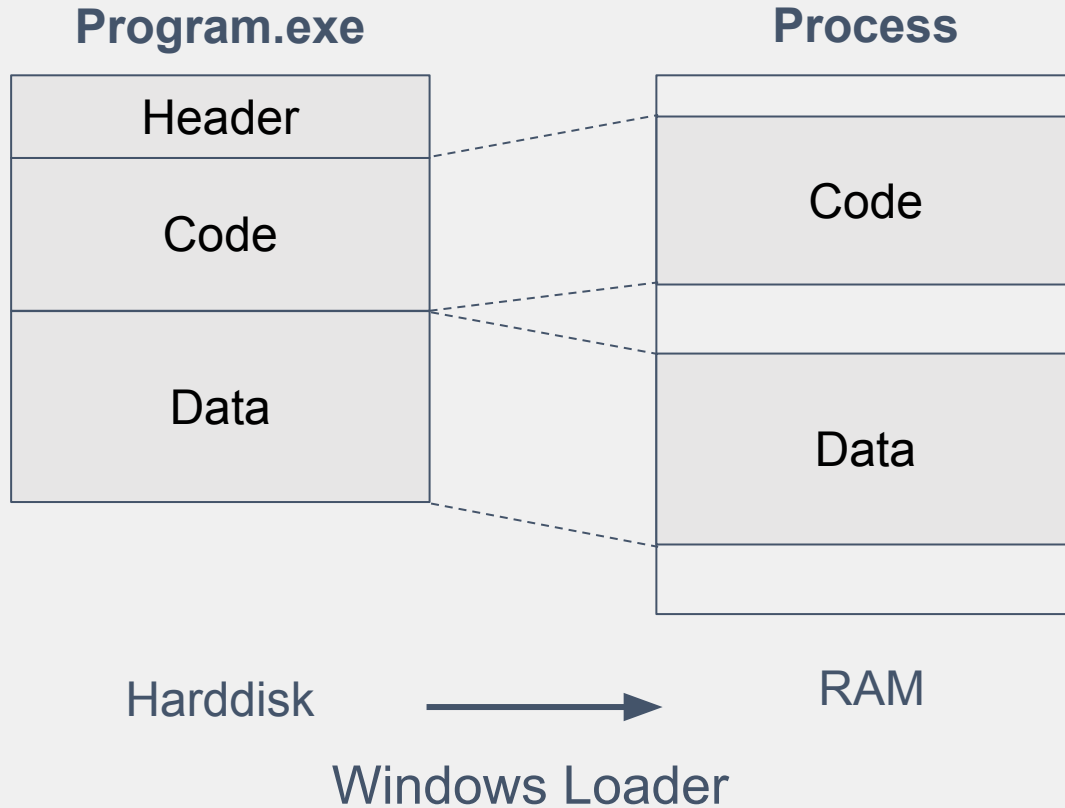 Program.exe
Process
Header
Code
Data
Code
Data
Harddisk
RAM
Windows Loader